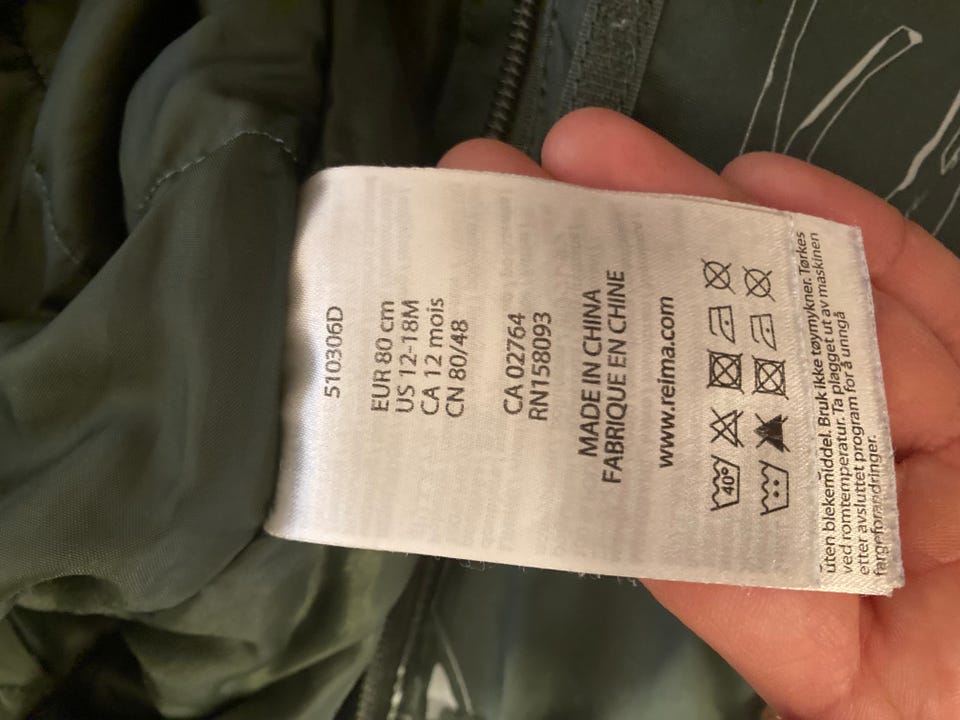 510306D
EUR 80 cm
US 12-18M
CA 12 mois
CN 80/48
CA 02764
RN158093
MADE IN CHINA
FABRIQUE EN CHINE
www.reima.com
40°
uten blekemiddel. Bruk ikke tøymykner. Tørkes
ved romtemperatur. Ta plagget ut av maskinen
etter avsluttet program for å unngå
fargeforandringer.